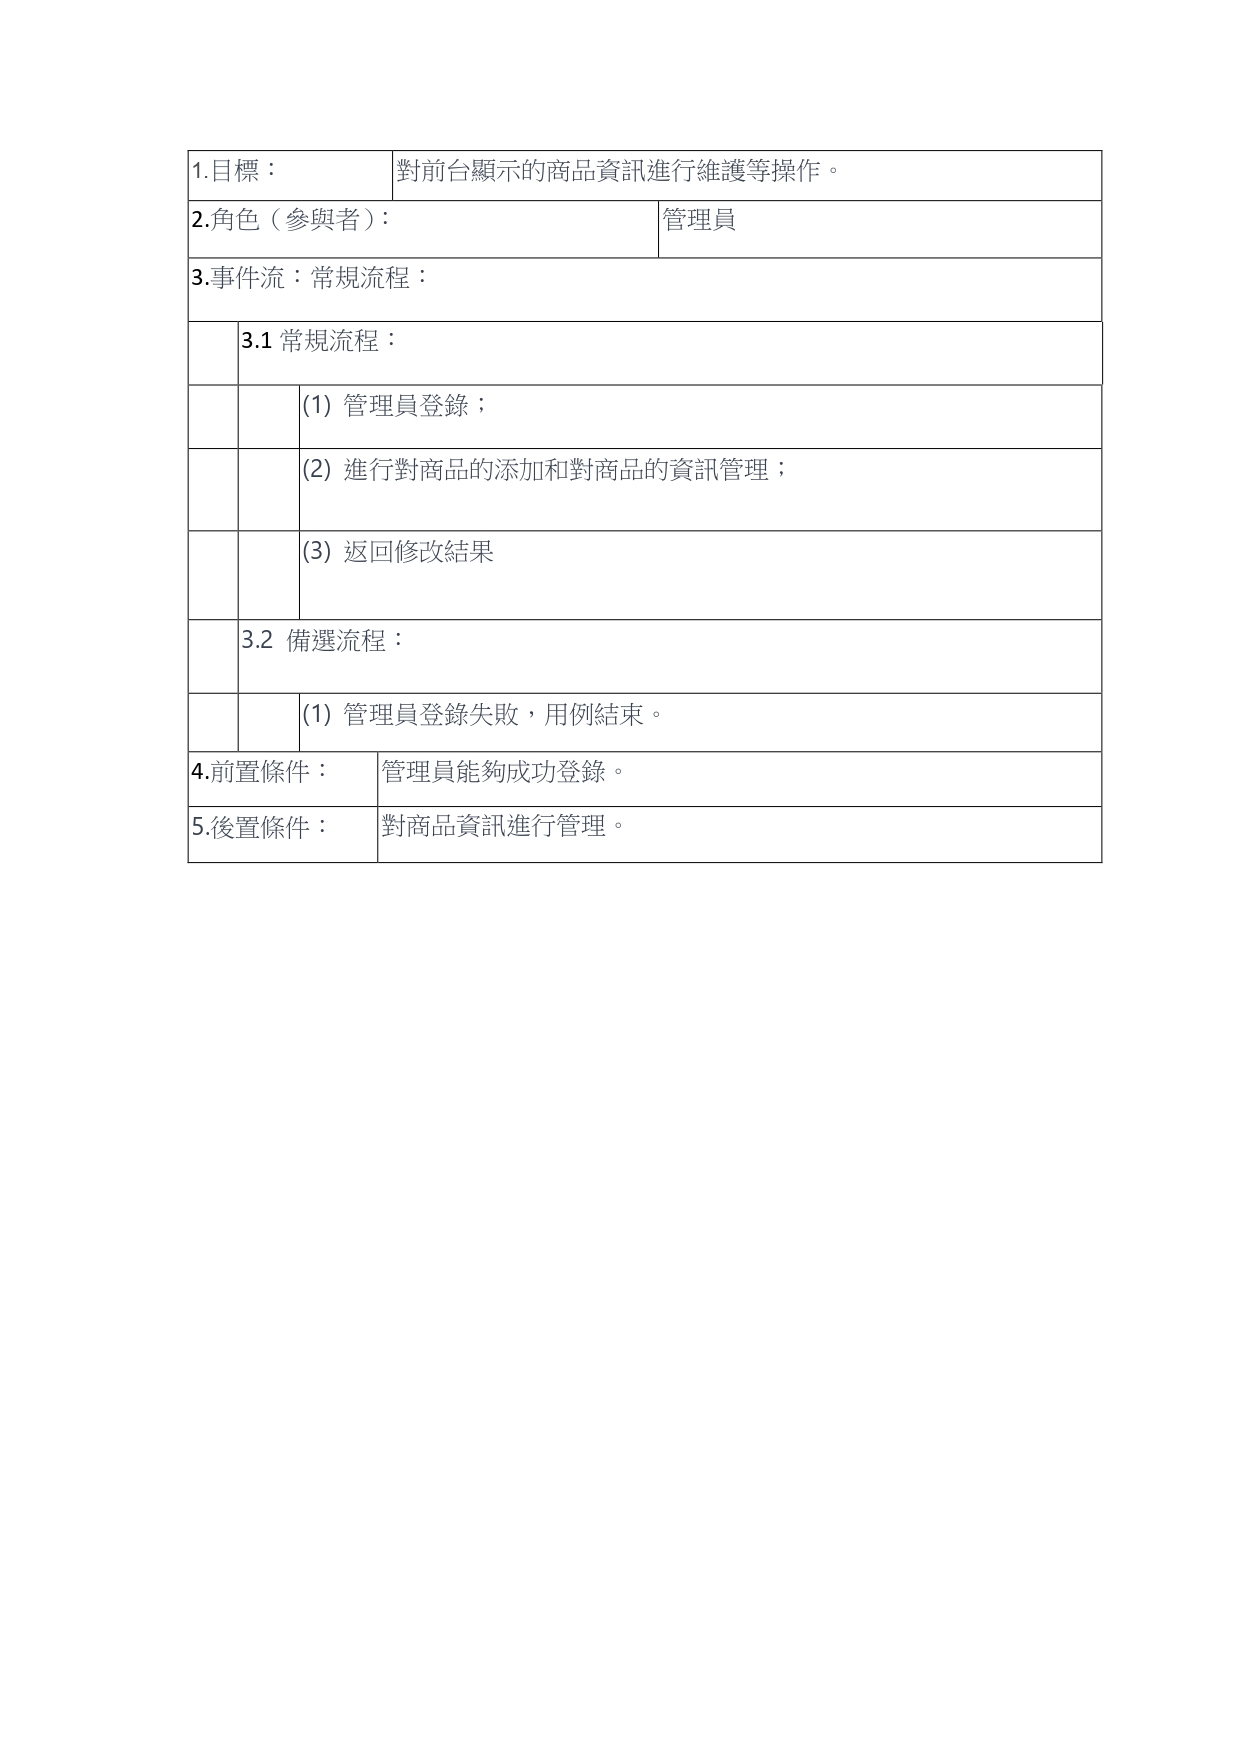 1.目標： 對前台顯示的商品資訊進行維護等操作。
2.角色（參與者）： 管理員
3.事件流：常規流程：
3.1 常規流程：
(1) 管理員登錄；
(2) 進行對商品的添加和對商品的資訊管理；
(3) 返回修改結果
3.2 備選流程：
(1) 管理員登錄失敗，用例結束。
4.前置條件： 管理員能夠成功登錄。
5.後置條件： 對商品資訊進行管理。